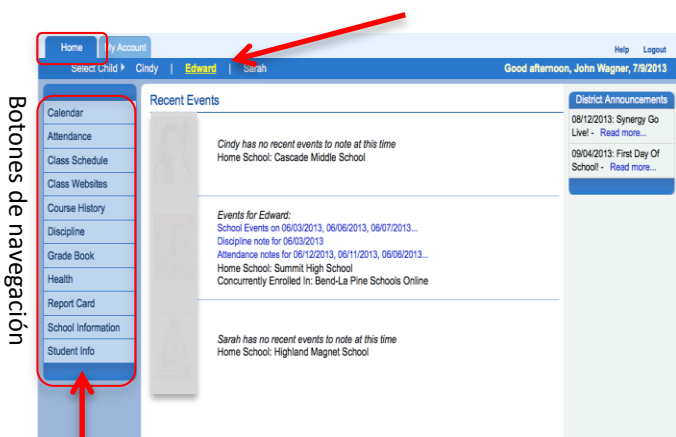 Home
My Account
Help Logout
Select Child Cindy | Edward | Sarah
Good afternoon, John Wagner, 7/9/2013
Botones de navegación
Calendar
Attendance
Class Schedule
Class Websites
Course History
Discipline
Grade Book
Health
Report Card
School Information
Student Info
Recent Events
Cindy has no recent events to note at this time
Home School: Cascade Middle School
Events for Edward:
School Events on 06/03/2013, 06/06/2013, 06/07/2013...
Discipline note for 06/03/2013
Attendance notes for 06/12/2013, 06/11/2013, 06/06/2013...
Home School: Summit High School
Concurrently Enrolled In: Bend-La Pine Schools Online
Sarah has no recent events to note at this time
Home School: Highland Magnet School
District Announcements
08/12/2013: Synergy Go
Live! - Read more...
09/04/2013: First Day Of
School! - Read more...